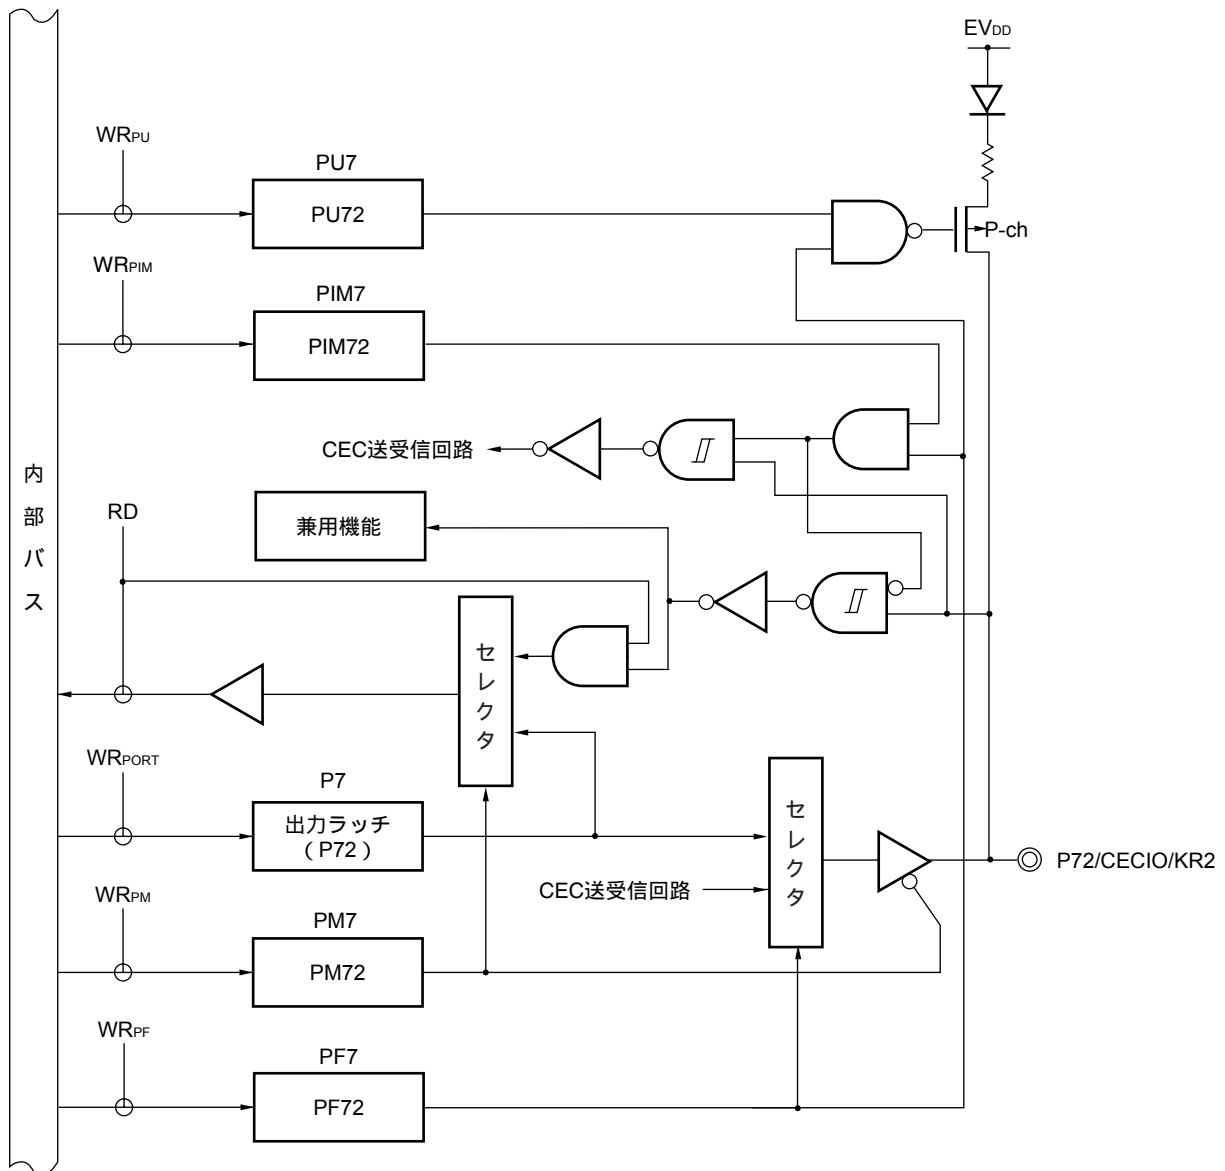 EVDD
WRPU
PU7
PU72
P-ch
WRPIM
PIM7
PIM72
CEC送受信回路
内部バス
RD
兼用機能
セレクタ
WRPORT
P7
出力ラッチ
(P72)
セレクタ
CEC送受信回路
P72/CECIO/KR2
WRPM
PM7
PM72
WRPF
PF7
PF72